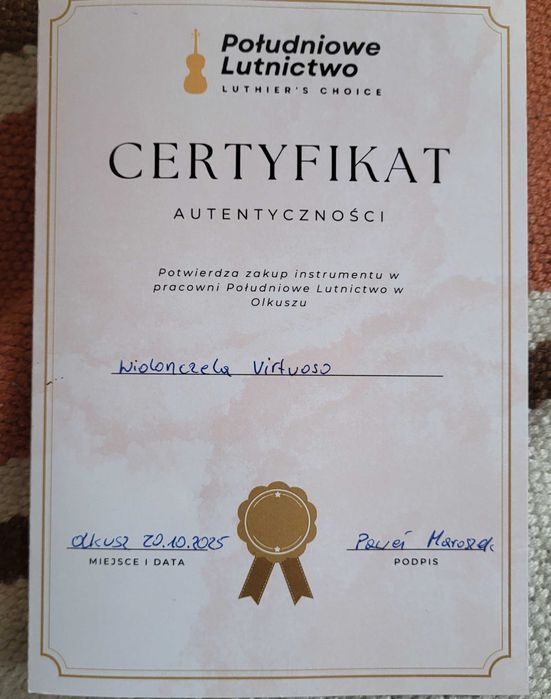 Południowe
Lutnictwo
LUTHIER'S CHOICE
CERTYFIKAT
AUTENTYCZNOŚCI
Potwierdza zakup instrumentu w
pracowni Południowe Lutnictwo w
Olkuszu
Wiolonczela Virtuoso
Olkusz 20.10.2025
MIEJSCE I DATA
Paweł
PODPIS